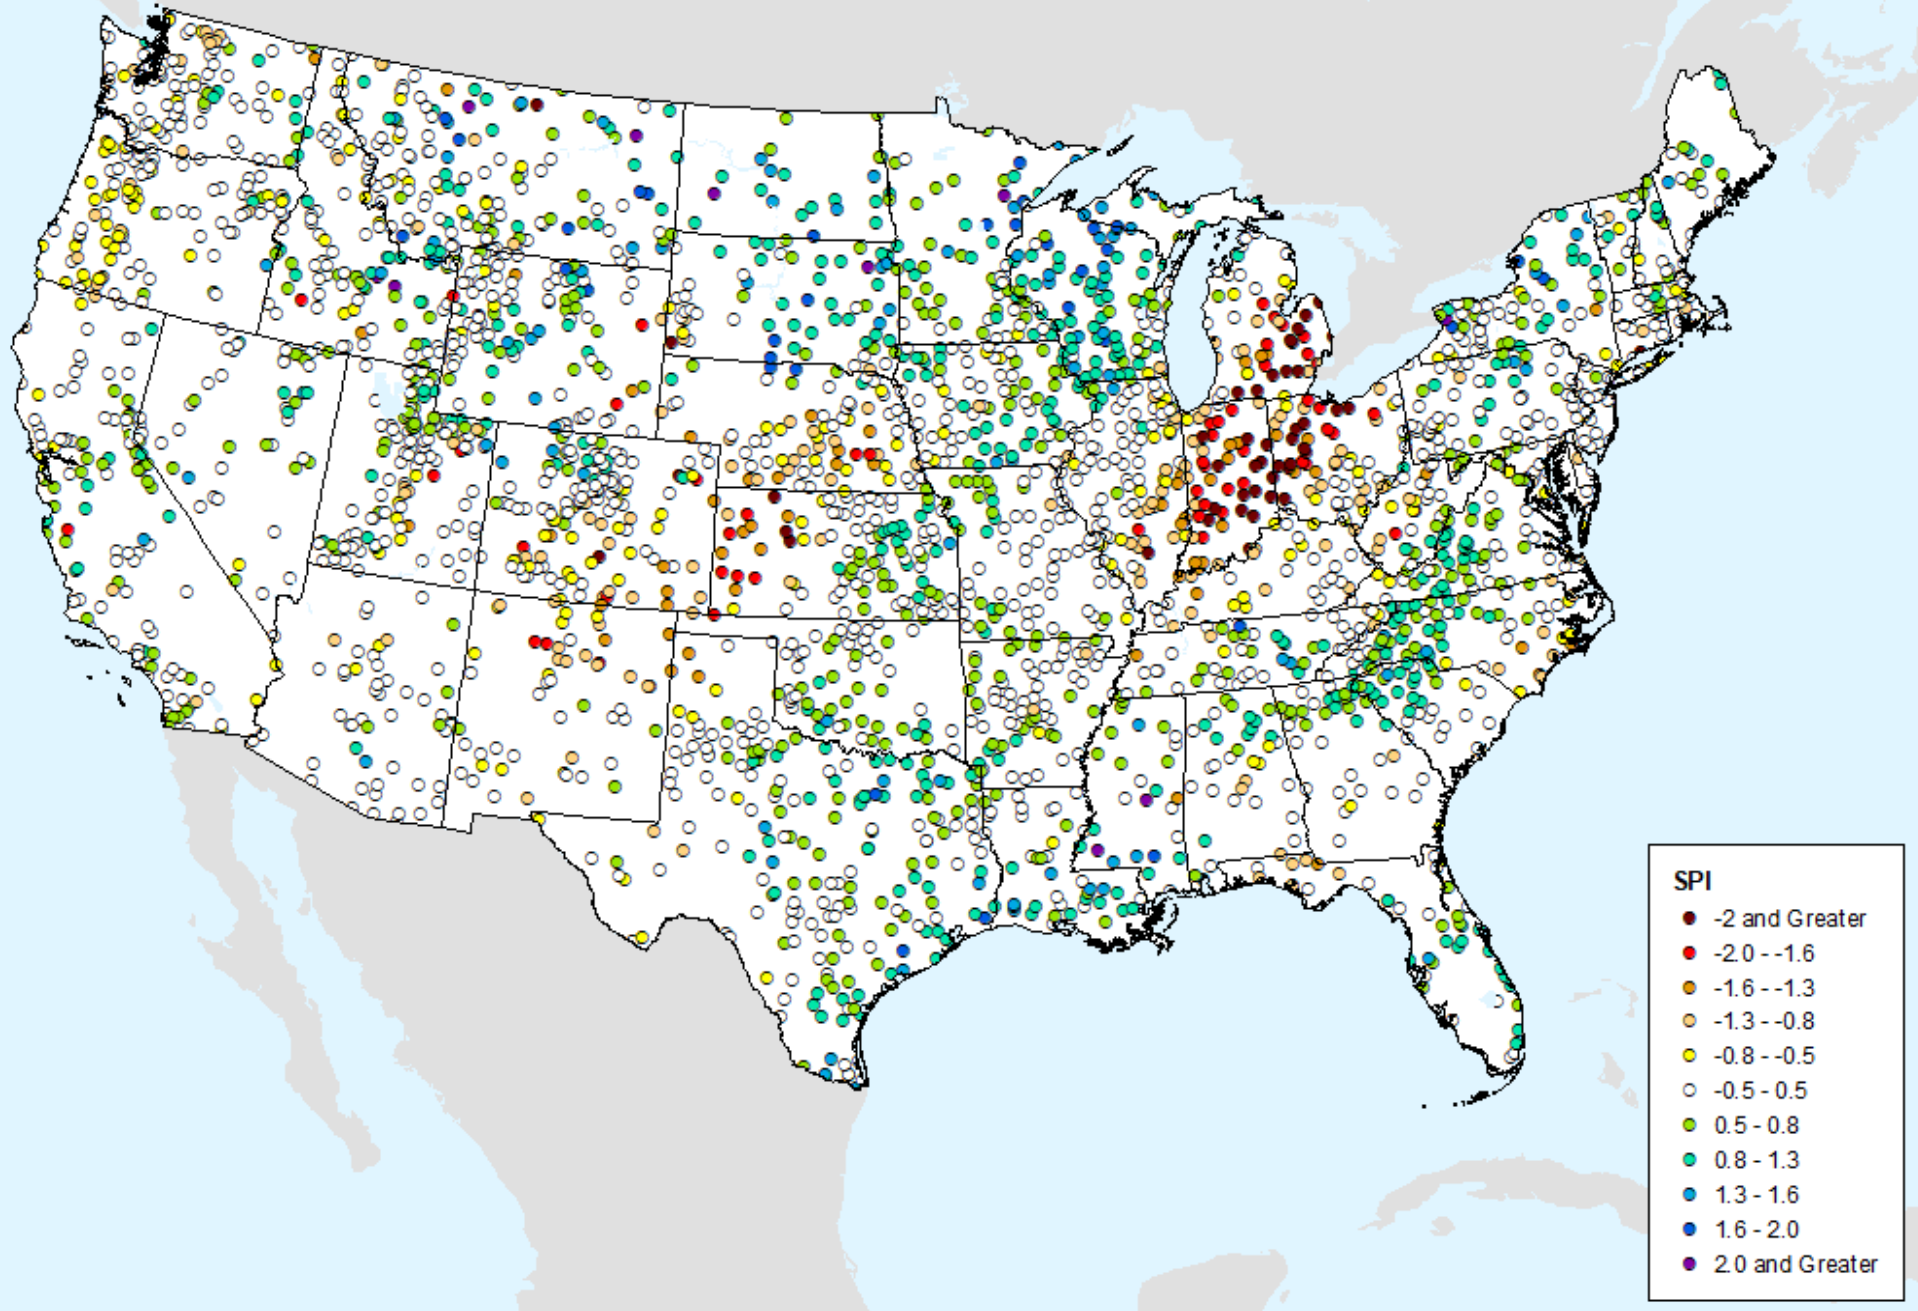 SPI
-2 and Greater
-2.0 - -1.6
-1.6 - -1.3
-1.3 - -0.8
-0.8 - -0.5
-0.5 - 0.5
0.5 - 0.8
0.8 - 1.3
1.3 - 1.6
1.6 - 2.0
2.0 and Greater